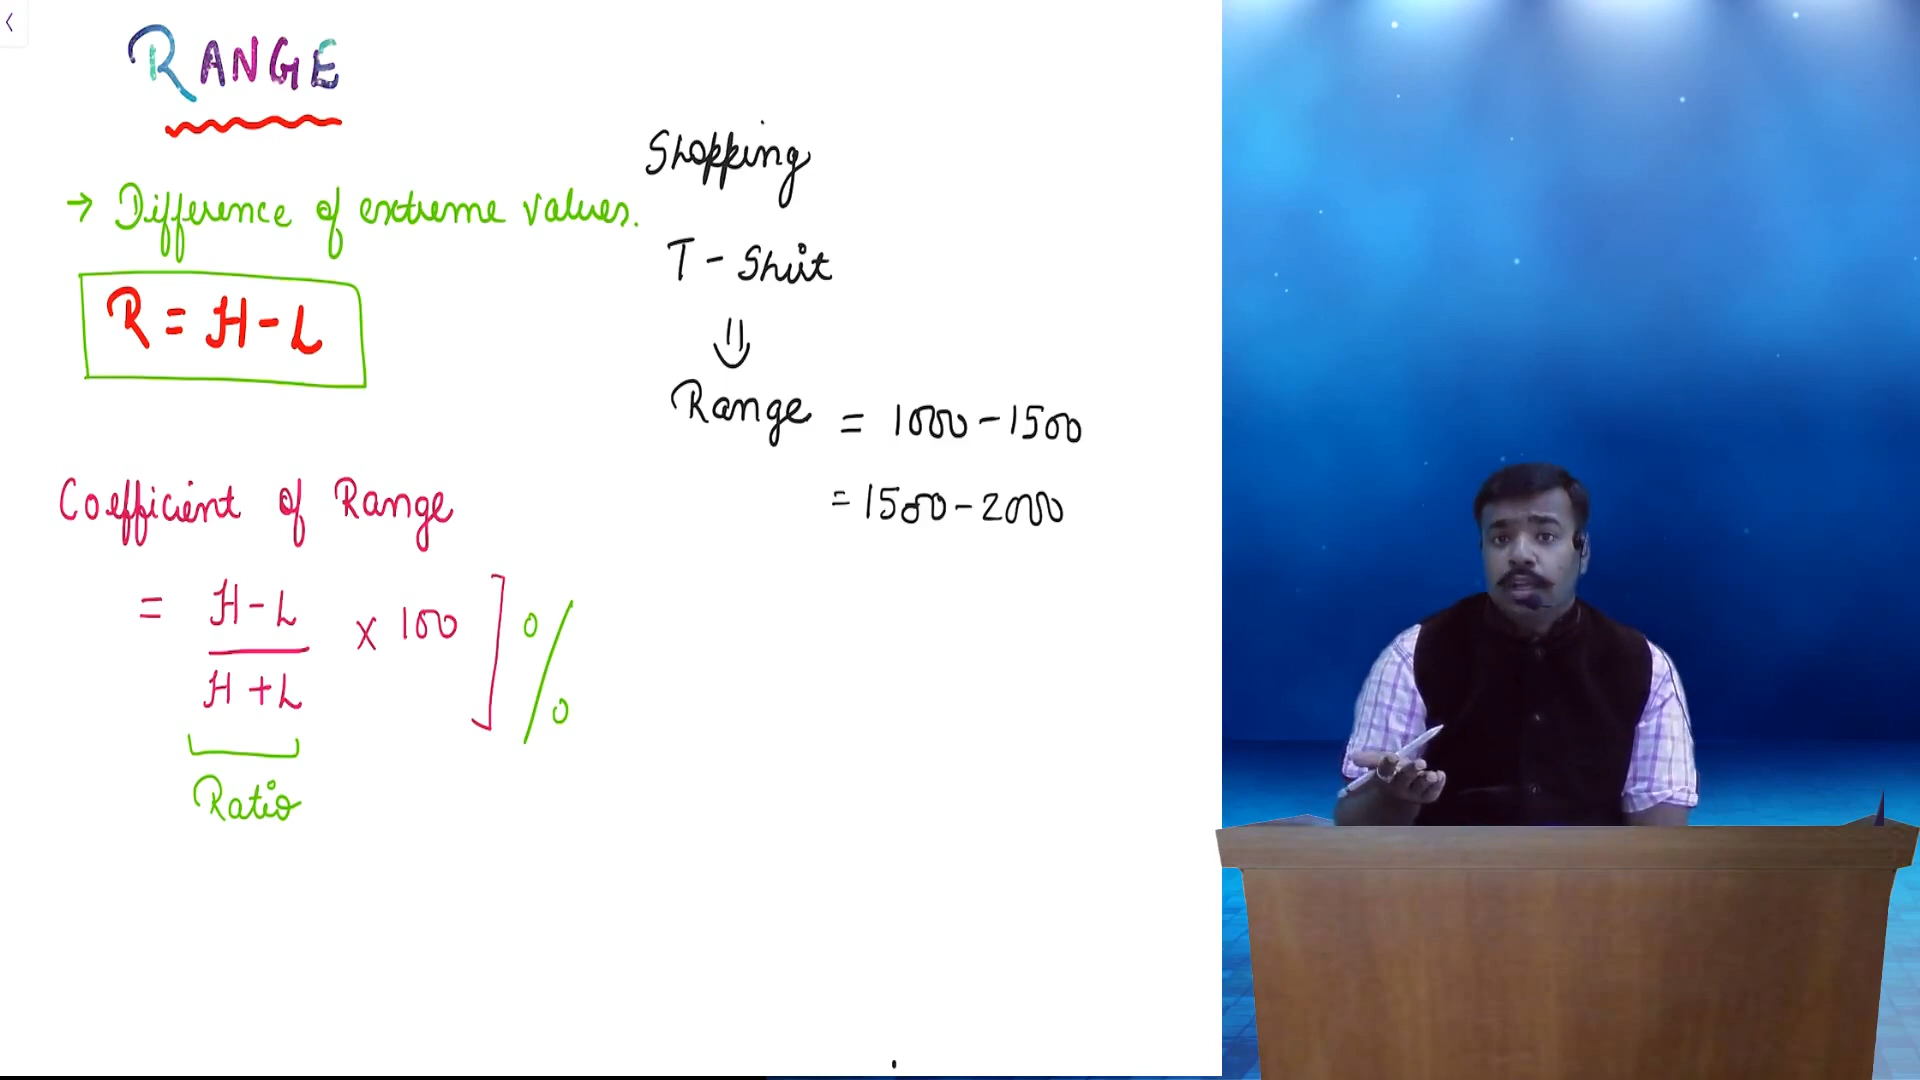 RANGE
→ Difference of extreme values.
R = H - L
Coefficient of Range
= H - L / H + L × 100 ] %
Ratio
Shopping
T - Shirt
⇓
Range = 1000 - 1500
= 1500 - 2000